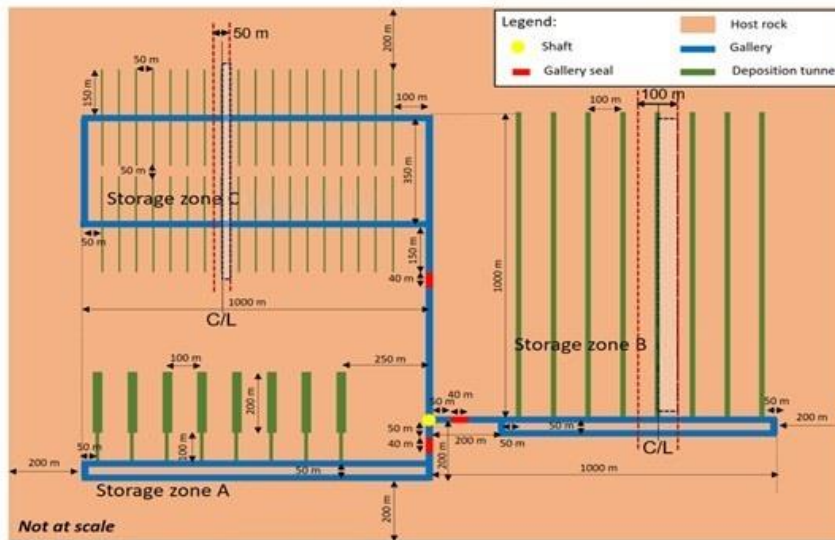 Legend:
Shaft
Gallery seal
Host rock
Gallery
Deposition tunnel
50 m
200 m
50 m
150 m
100 m
100 m
100 m
50 m
350 m
Storage zone C
50 m
150 m
40 m
1000 m
C/L
1000 m
Storage zone B
100 m
250 m
200 m
50 m
40 m
50 m
50 m
100 m
50 m
40 m
200 m
200 m
50 m
50 m
C/L
200 m
50 m
200 m
1000 m
Storage zone A
200 m
Not at scale